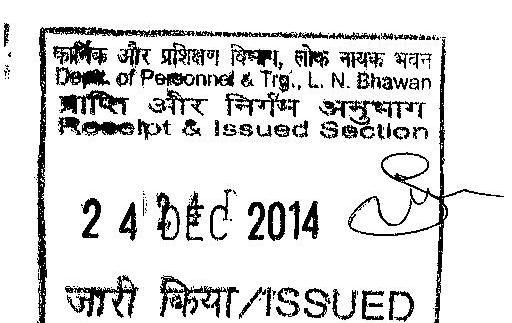 कार्मिक और प्रशिक्षण विभाग, लोक नायक भवन
Deptt. of Personnel & Trg., L. N. Bhawan
प्राप्ति और निर्गम अनुभाग
Receipt & Issued Section
24 DEC 2014
जारी किया/ISSUED